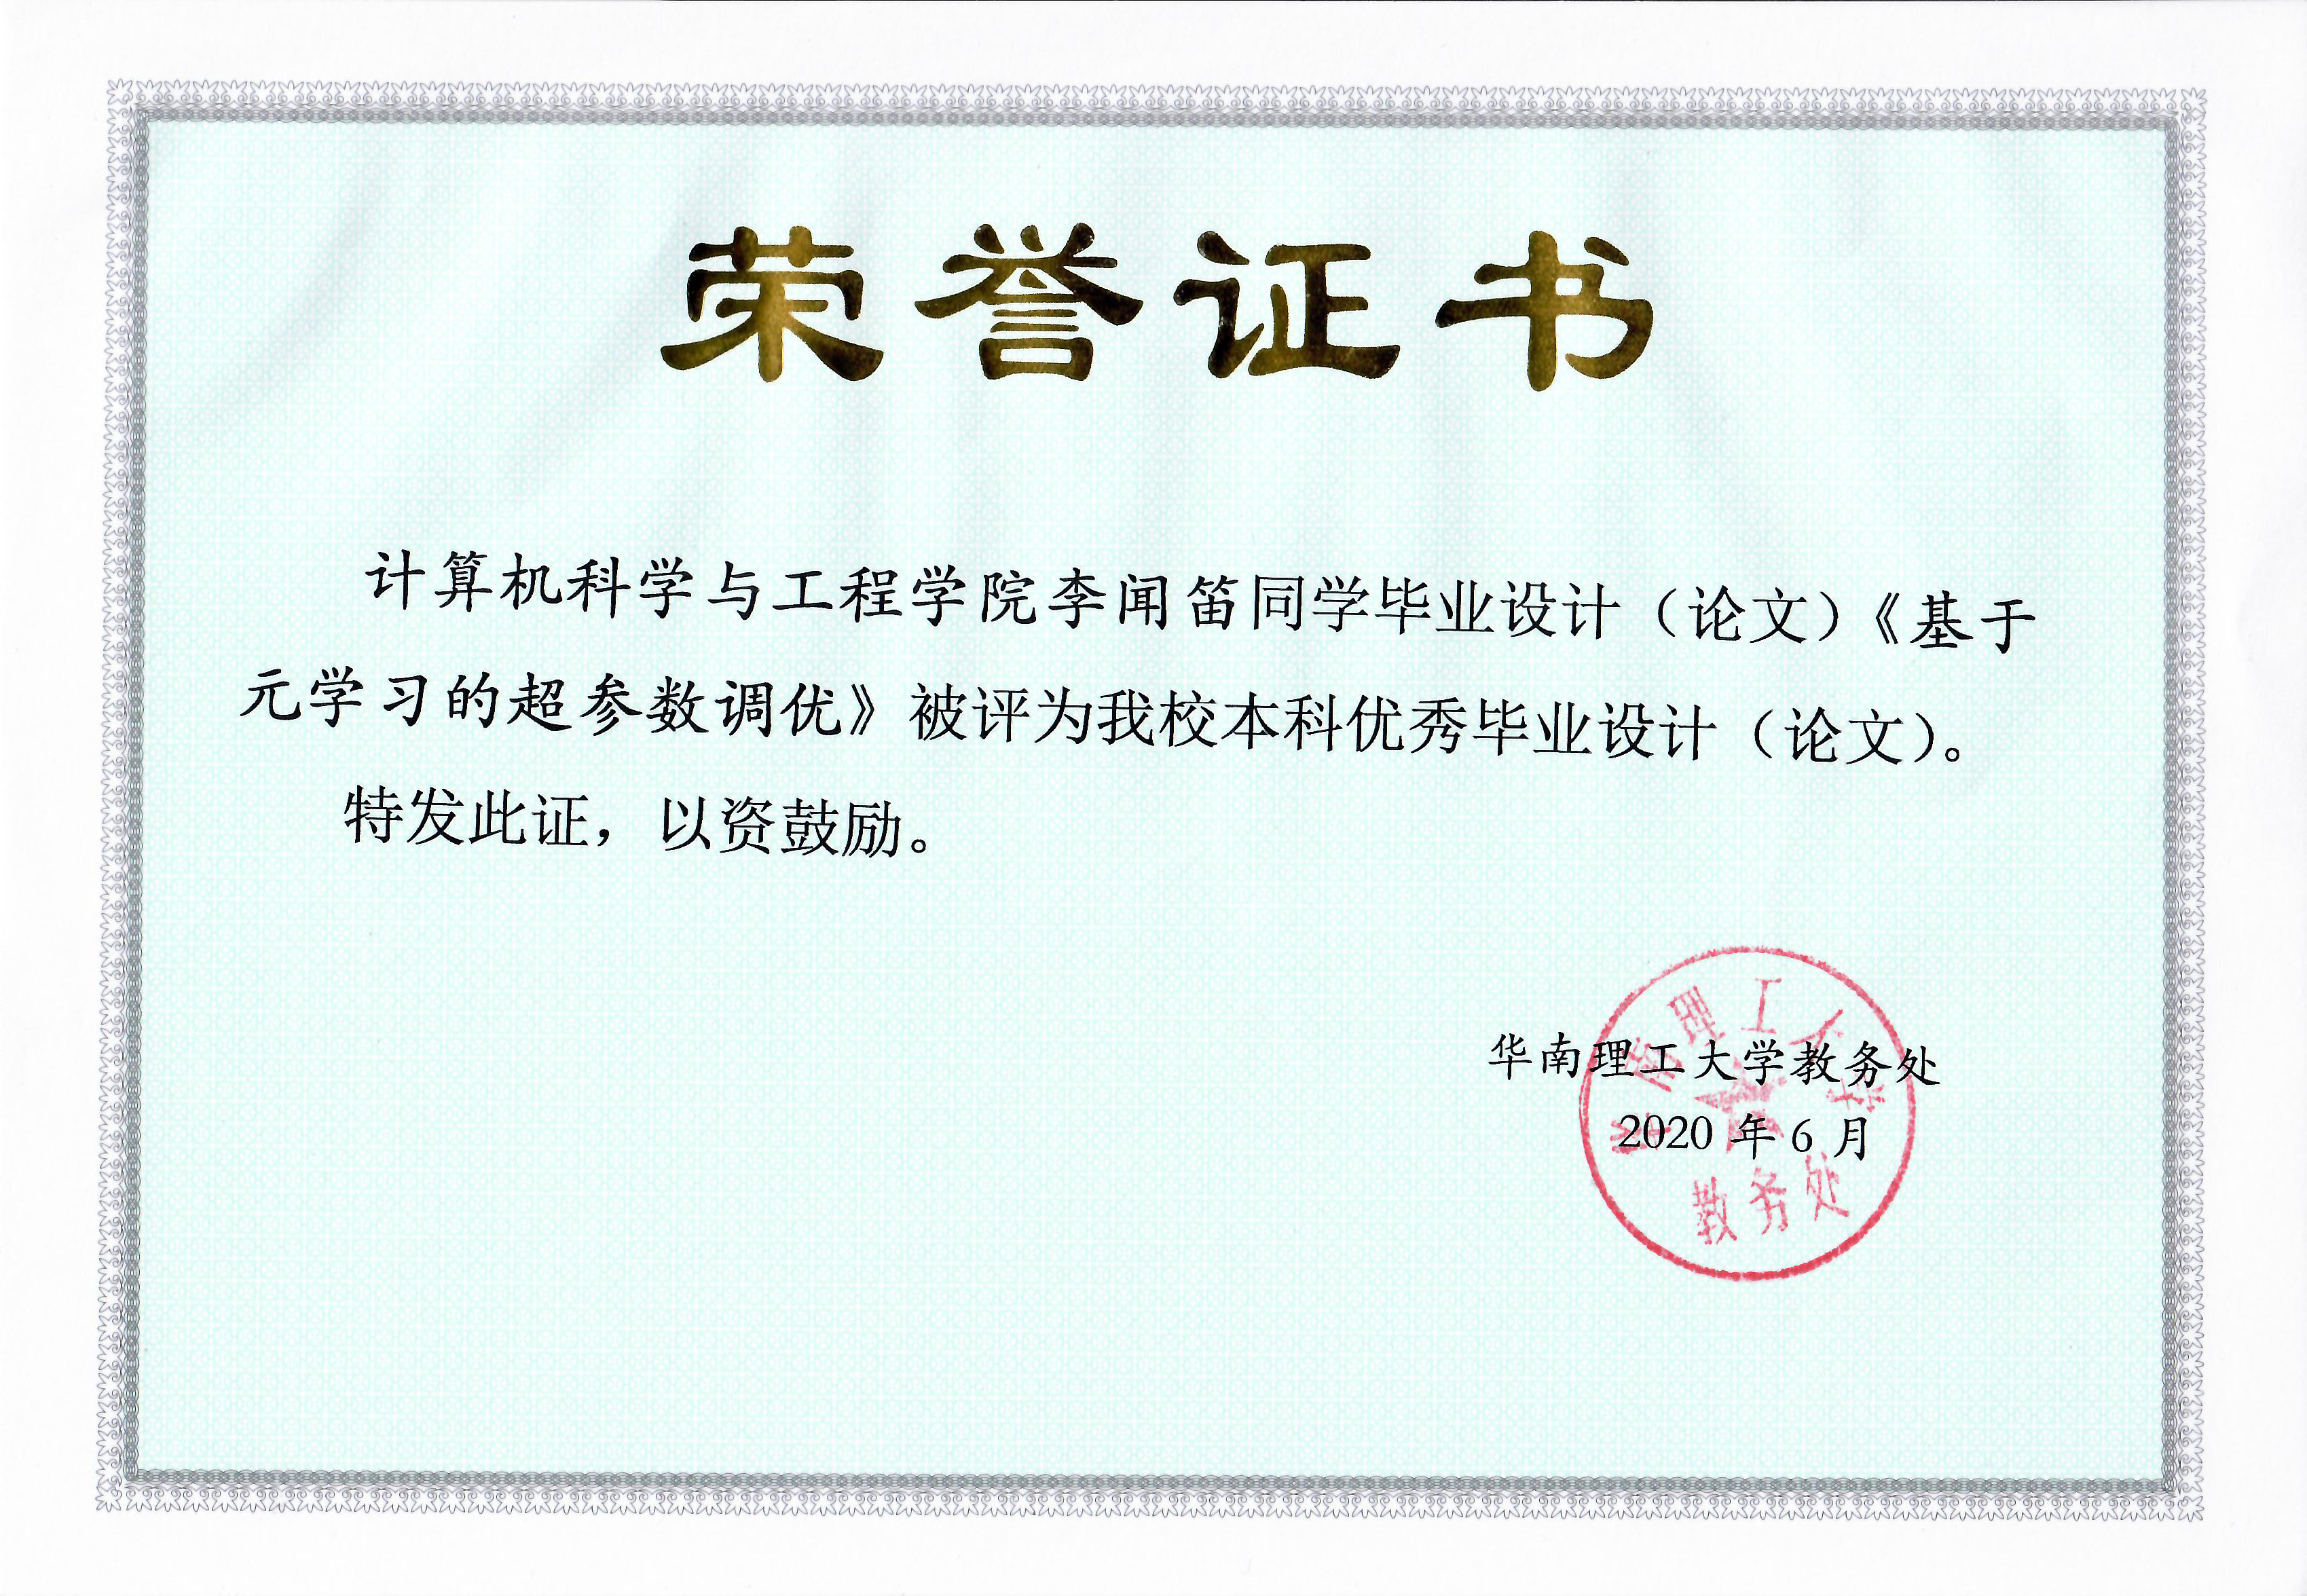 荣誉证书
计算机科学与工程学院李闻笛同学毕业设计（论文）《基于
元学习的超参数调优》被评为我校本科优秀毕业设计（论文）。
特发此证，以资鼓励。
华南理工大学教务处
2020 年 6 月
华南理工大学
教务处